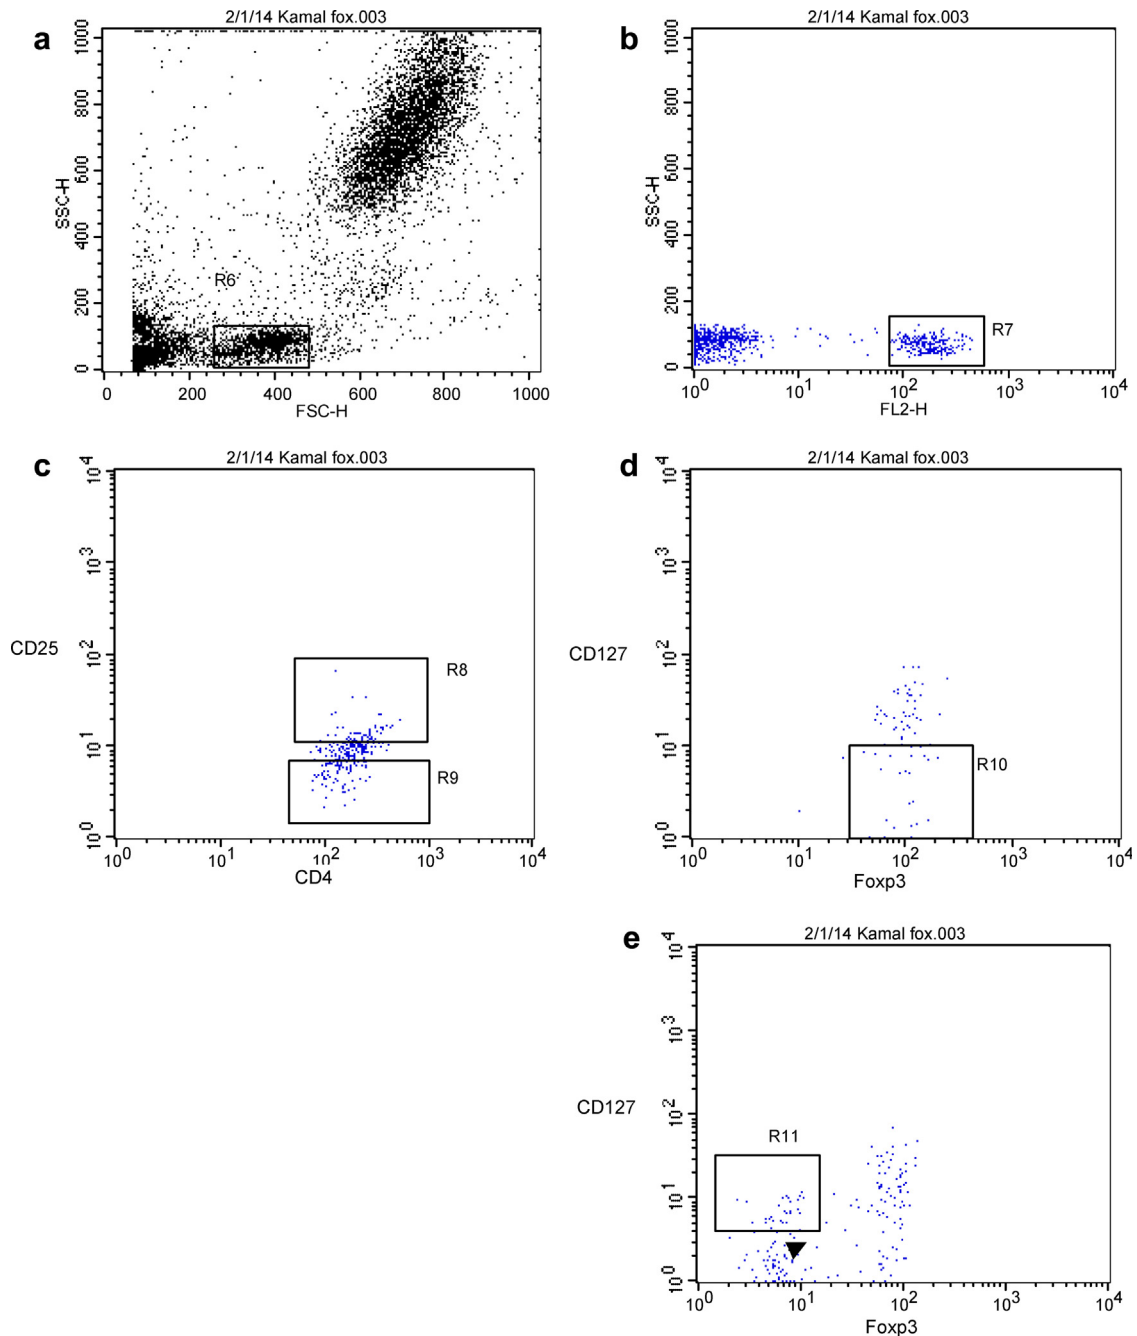 a
2/1/14 Kamal fox.003
SSC-H
1000
800
600
400
200
0
R6
0 200 400 600 800 1000
FSC-H
b
2/1/14 Kamal fox.003
SSC-H
1000
800
600
400
200
0
R7
10^0 10^1 10^2 10^3 10^4
FL2-H
c
2/1/14 Kamal fox.003
CD25
10^4
10^3
10^2
10^1
10^0
R8
R9
10^0 10^1 10^2 10^3 10^4
CD4
d
2/1/14 Kamal fox.003
CD127
10^4
10^3
10^2
10^1
10^0
R10
10^0 10^1 10^2 10^3 10^4
Foxp3
e
2/1/14 Kamal fox.003
CD127
10^4
10^3
10^2
10^1
10^0
R11
10^0 10^1 10^2 10^3 10^4
Foxp3